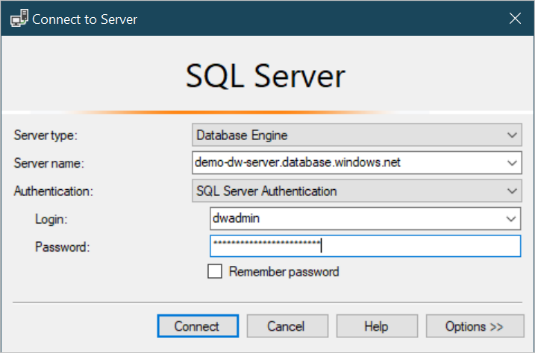 Connect to Server
SQL Server
Server type: Database Engine
Server name: demo-dw-server.database.windows.net
Authentication: SQL Server Authentication
Login: dwadmin
Password: ************************
Remember password
Connect Cancel Help Options >>